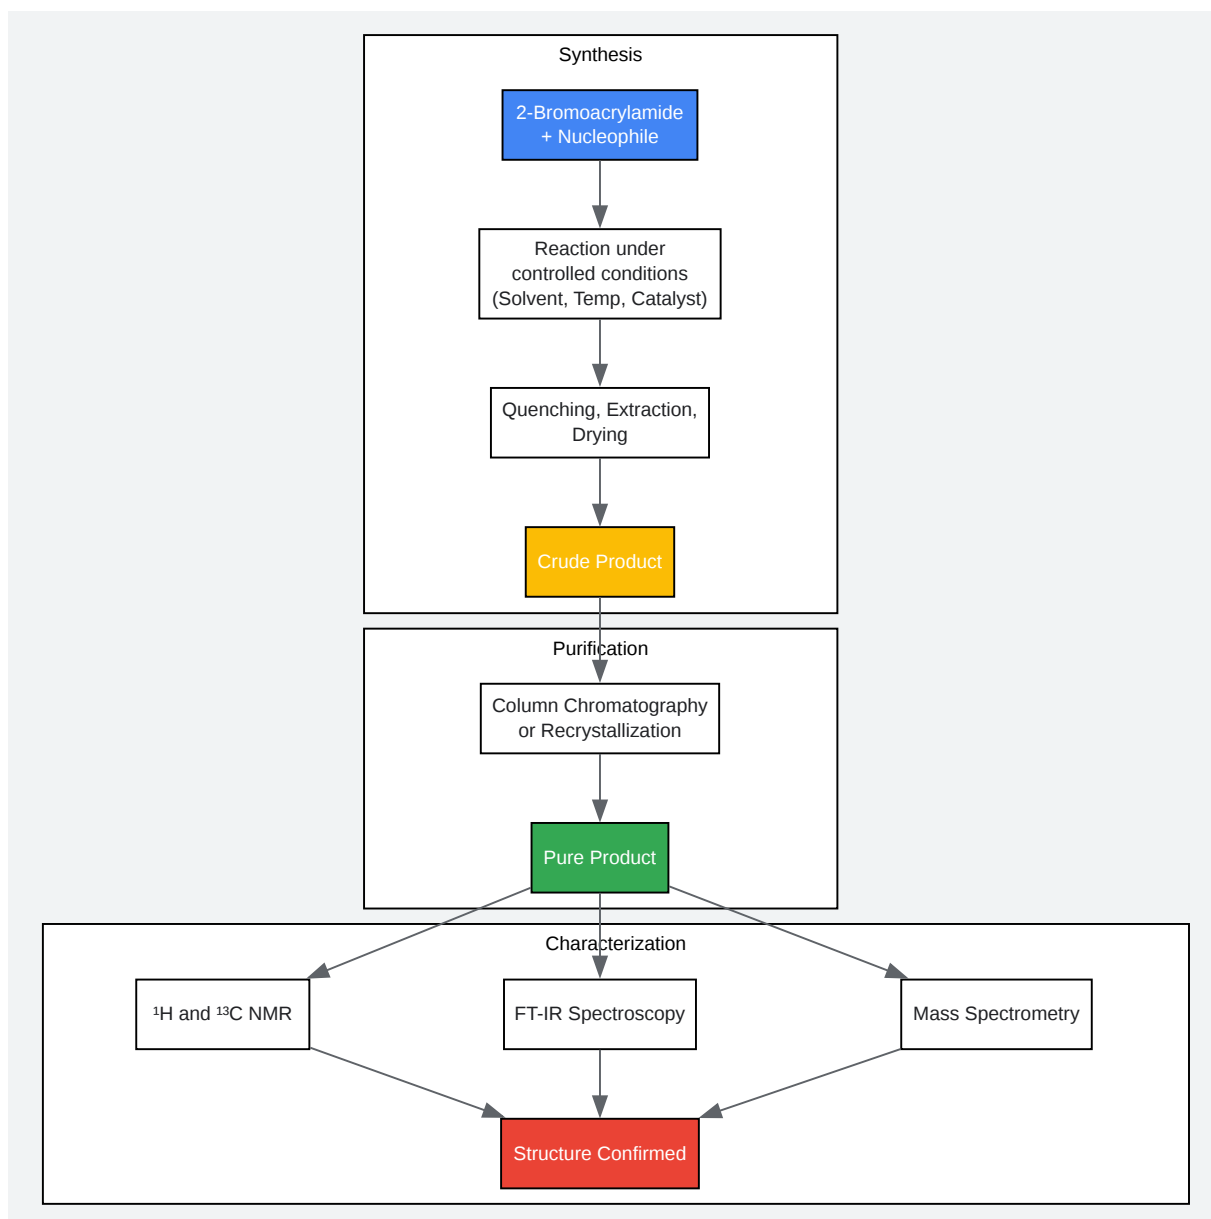 Synthesis
2-Bromoacrylamide
+ Nucleophile
Reaction under
controlled conditions
(Solvent, Temp, Catalyst)
Quenching, Extraction,
Drying
Crude Product
Purification
Column Chromatography
or Recrystallization
Pure Product
Characterization
¹H and ¹³C NMR
FT-IR Spectroscopy
Mass Spectrometry
Structure Confirmed